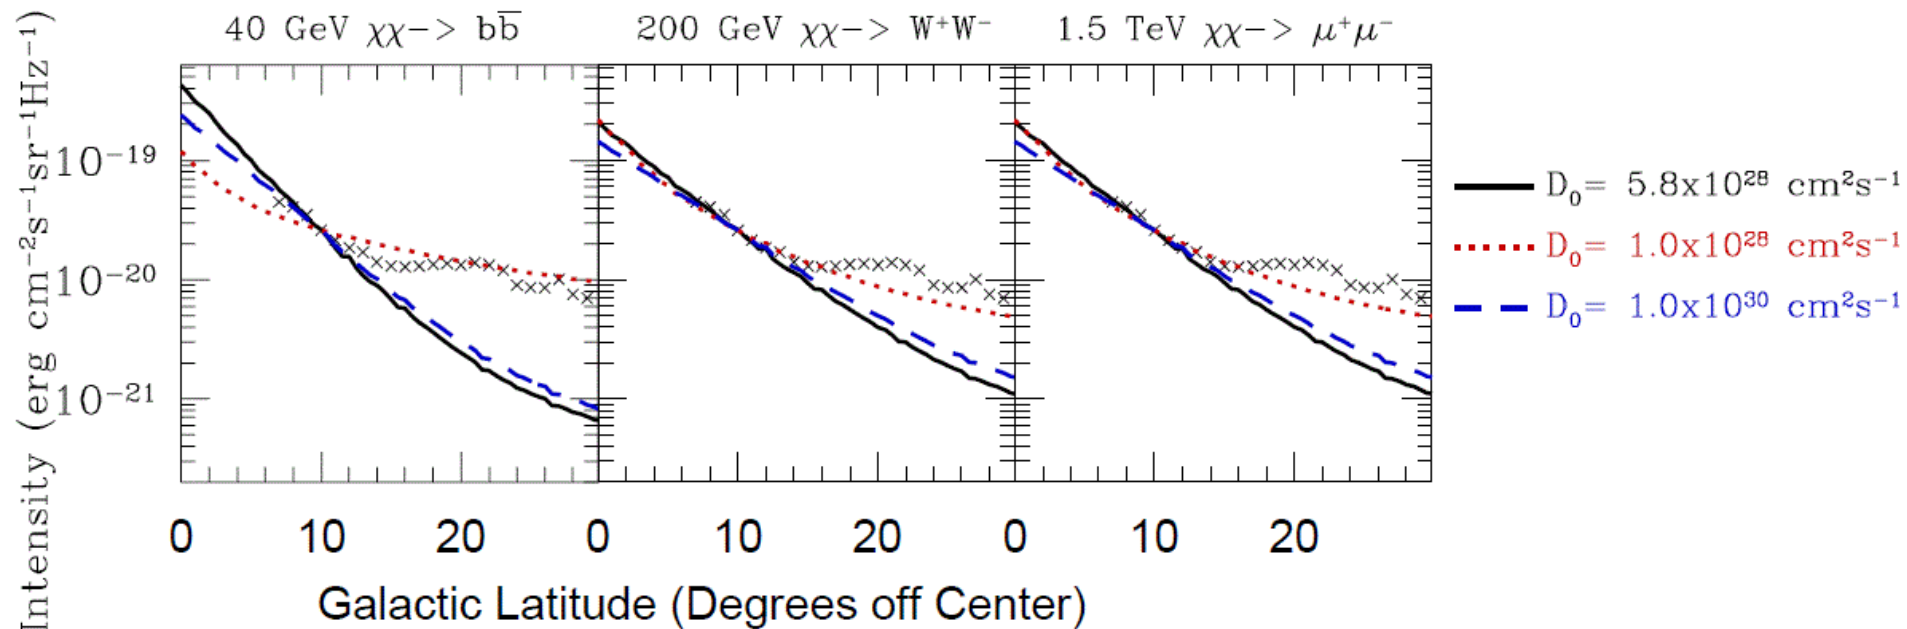 40 GeV χχ−> bb̅
200 GeV χχ−> W⁺W⁻
1.5 TeV χχ−> μ⁺μ⁻
Intensity (erg cm⁻²s⁻¹sr⁻¹Hz⁻¹)
10⁻¹⁹
10⁻²⁰
10⁻²¹
0 10 20 0 10 20 0 10 20
Galactic Latitude (Degrees off Center)
D₀= 5.8x10²⁸ cm²s⁻¹
D₀= 1.0x10²⁸ cm²s⁻¹
D₀= 1.0x10³⁰ cm²s⁻¹